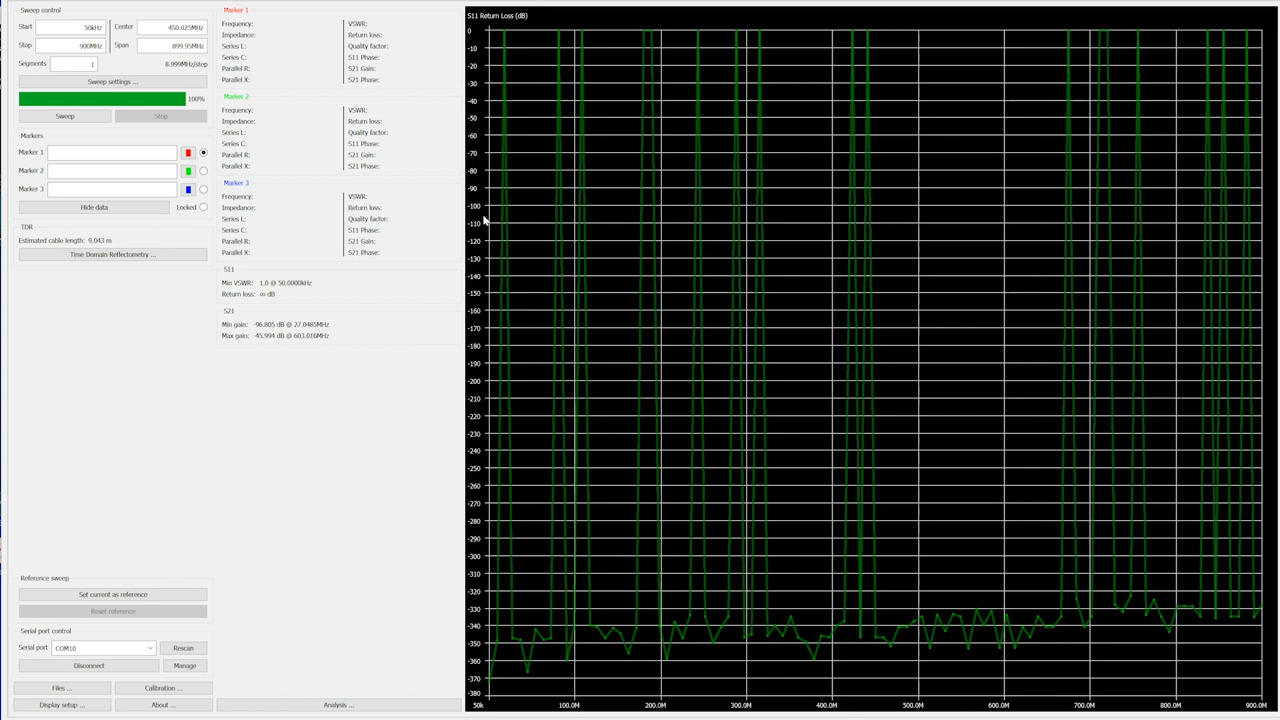 Sweep control
Start 50kHz Center 450.025MHz
Stop 900MHz Span 899.95MHz
Segments 1 8.999MHz/step
Sweep settings ...
100%
Sweep Stop
Markers
Marker 1
Marker 2
Marker 3
Hide data Locked
TDR
Estimated cable length: 9.043 m
Time Domain Reflectometry ...
Reference sweep
Set current as reference
Reset reference
Serial port control
Serial port COM10 Rescan
Disconnect Manage
Files ... Calibration ...
Display setup ... About ...
Marker 1
Frequency: VSWR:
Impedance: Return loss:
Series L: Quality factor:
Series C: S11 Phase:
Parallel R: S21 Gain:
Parallel X: S21 Phase:
Marker 2
Frequency: VSWR:
Impedance: Return loss:
Series L: Quality factor:
Series C: S11 Phase:
Parallel R: S21 Gain:
Parallel X: S21 Phase:
Marker 3
Frequency: VSWR:
Impedance: Return loss:
Series L: Quality factor:
Series C: S11 Phase:
Parallel R: S21 Gain:
Parallel X: S21 Phase:
S11
Min VSWR: 1.0 @ 50.0000kHz
Return loss: ∞ dB
S21
Min gain: -96.805 dB @ 27.0485MHz
Max gain: -45.994 dB @ 603.016MHz
Analysis ...
S11 Return Loss (dB)
0
-10
-20
-30
-40
-50
-60
-70
-80
-90
-100
-110
-120
-130
-140
-150
-160
-170
-180
-190
-200
-210
-220
-230
-240
-250
-260
-270
-280
-290
-300
-310
-320
-330
-340
-350
-360
-370
-380
50k 100.0M 200.0M 300.0M 400.0M 500.0M 600.0M 700.0M 800.0M 900.0M